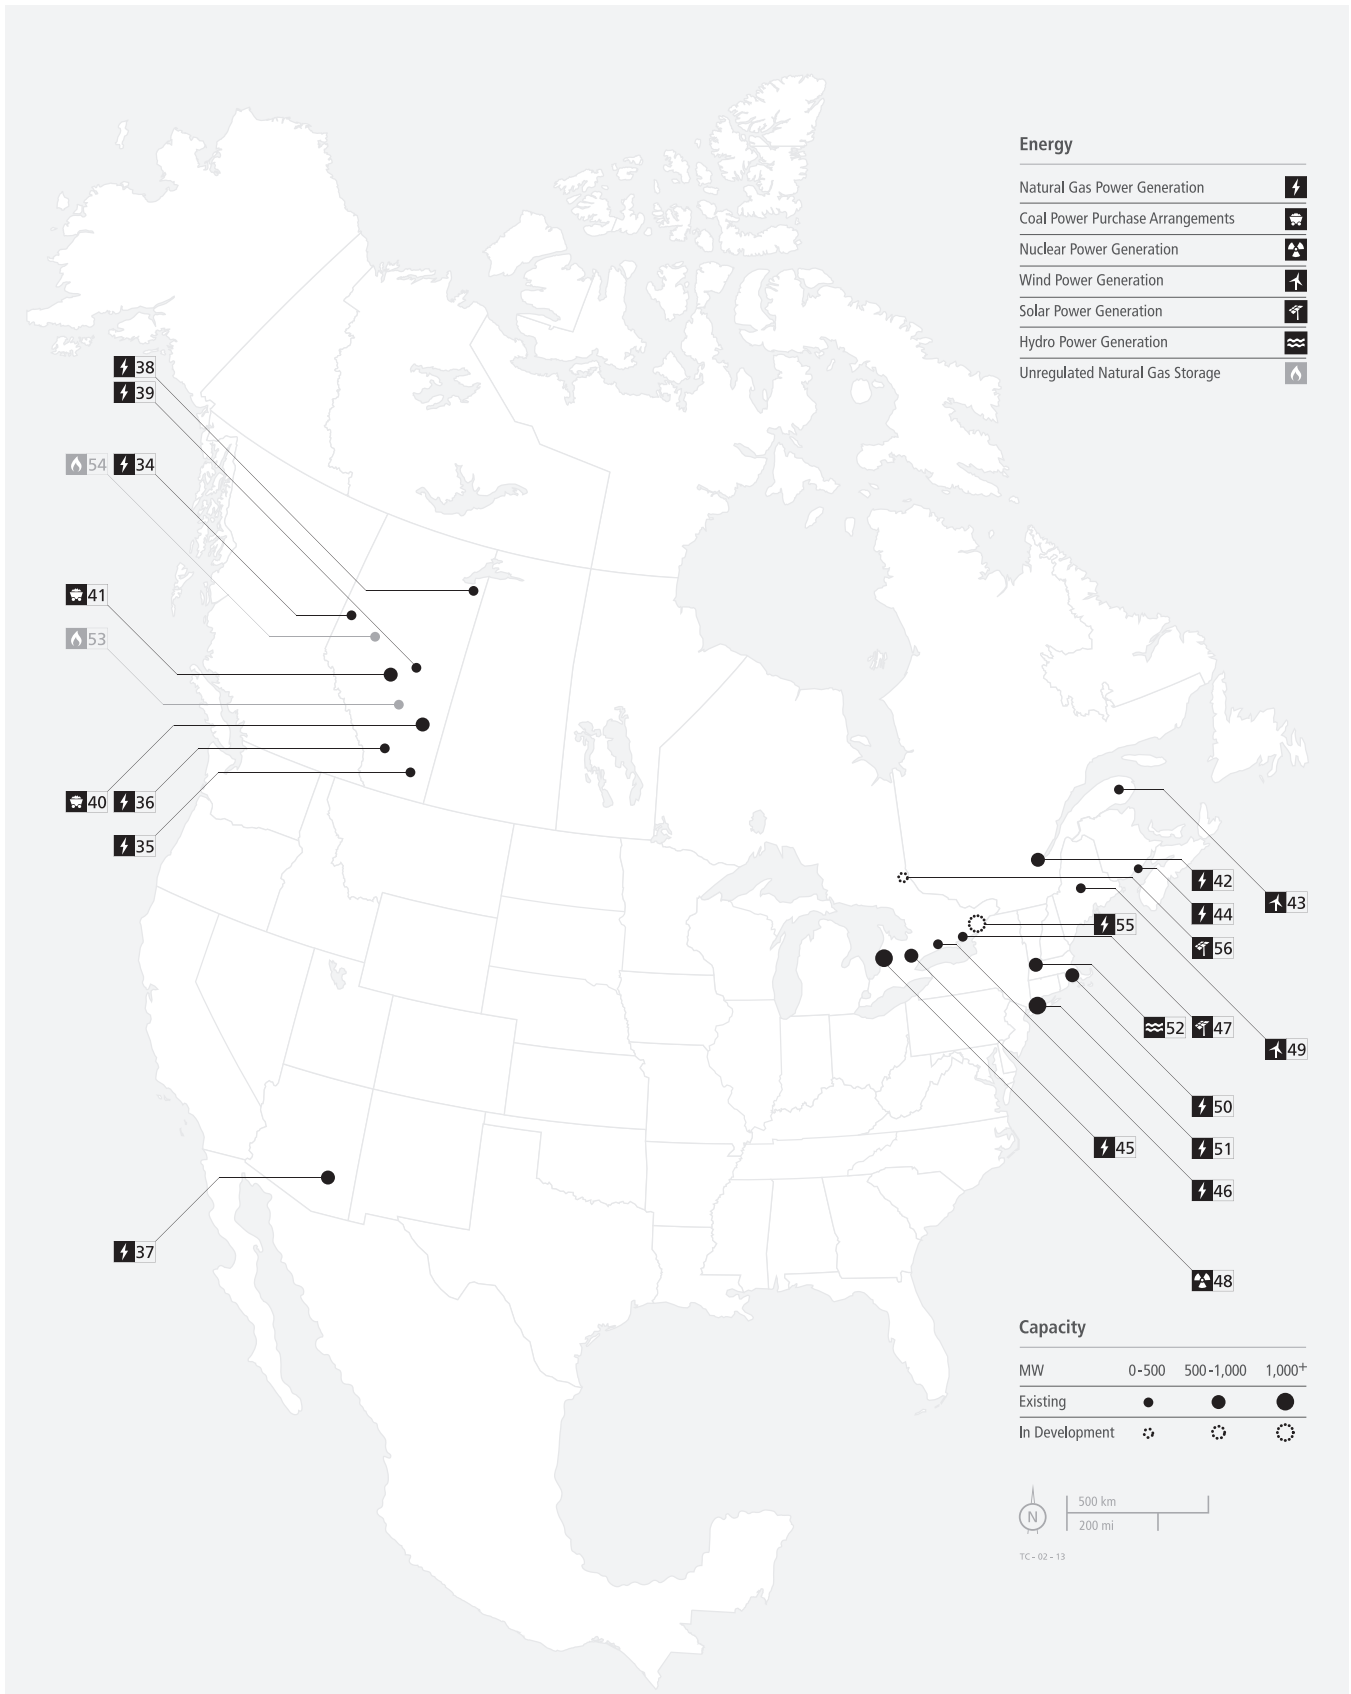 Energy
Natural Gas Power Generation
Coal Power Purchase Arrangements
Nuclear Power Generation
Wind Power Generation
Solar Power Generation
Hydro Power Generation
Unregulated Natural Gas Storage
38
39
54 34
41
53
40 36
35
37
42
43
44
55
56
52 47
49
50
45 51
46
48
Capacity
MW 0-500 500-1,000 1,000+
Existing
In Development
N
500 km
200 mi
TC - 02 - 13